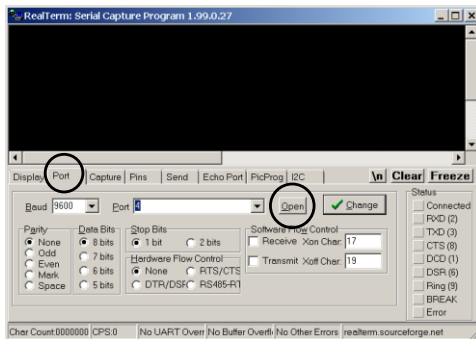 RealTerm: Serial Capture Program 1.99.0.27
Display Port Capture Pins Send Echo Port PicProg I2C \n Clear Freeze
Baud 9600 Port 4 Open Change
Status
Connected
RXD (2)
TXD (3)
CTS (8)
DCD (1)
DSR (6)
Ring (9)
BREAK
Error
Parity
None
Odd
Even
Mark
Space
Data Bits
8 bits
7 bits
6 bits
5 bits
Stop Bits
1 bit 2 bits
Hardware Flow Control
None RTS/CTS
DTR/DSR RS485-RT
Software Flow Control
Receive Xon Char: 17
Transmit Xoff Char: 19
Char Count:0000000 CPS:0 No UART Overr No Buffer Overfl No Other Errors realterm.sourceforge.net